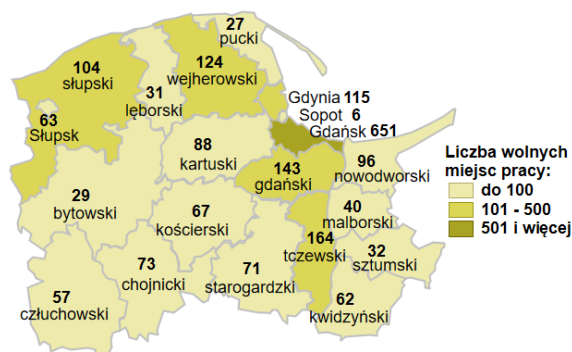 27
pucki
104
słupski
124
wejherowski
31
lęborski
63
Słupsk
Gdynia 115
Sopot 6
Gdańsk 651
88
kartuski
143
gdański
96
nowodworski
29
bytowski
67
kościerski
40
malborski
164
tczewski
32
sztumski
73
chojnicki
71
starogardzki
57
człuchowski
62
kwidzyński
Liczba wolnych
miejsc pracy:
do 100
101 - 500
501 i więcej